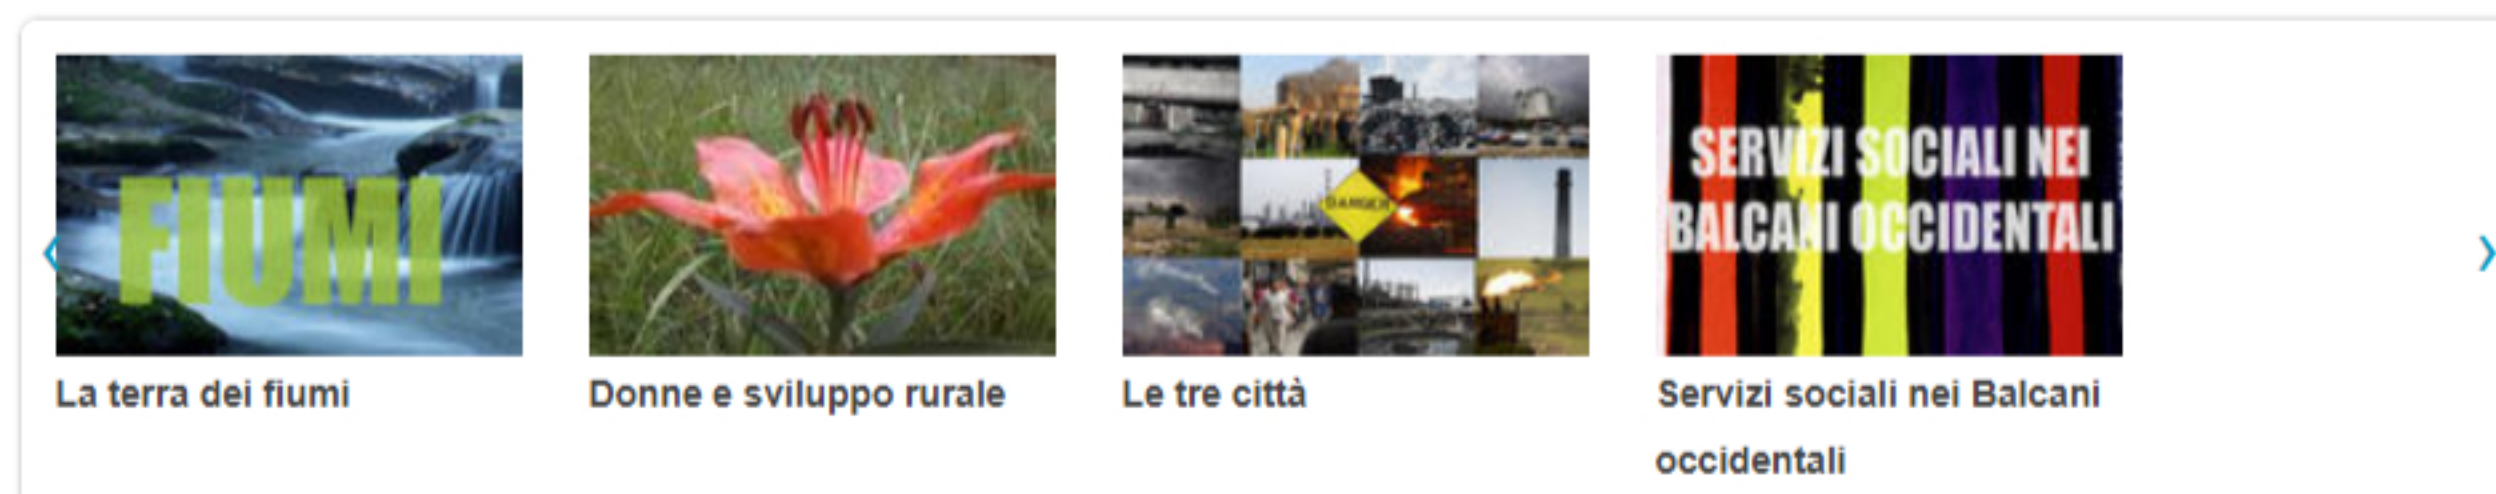 FIUMI
DANGER
SERVIZI SOCIALI NEI
BALCANI OCCIDENTALI
La terra dei fiumi
Donne e sviluppo rurale
Le tre città
Servizi sociali nei Balcani
occidentali